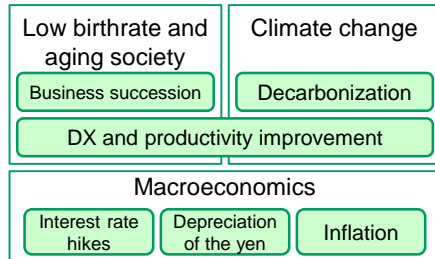 Low birthrate and
aging society
Business succession
Climate change
Decarbonization
DX and productivity improvement
Macroeconomics
Interest rate
hikes
Depreciation
of the yen
Inflation